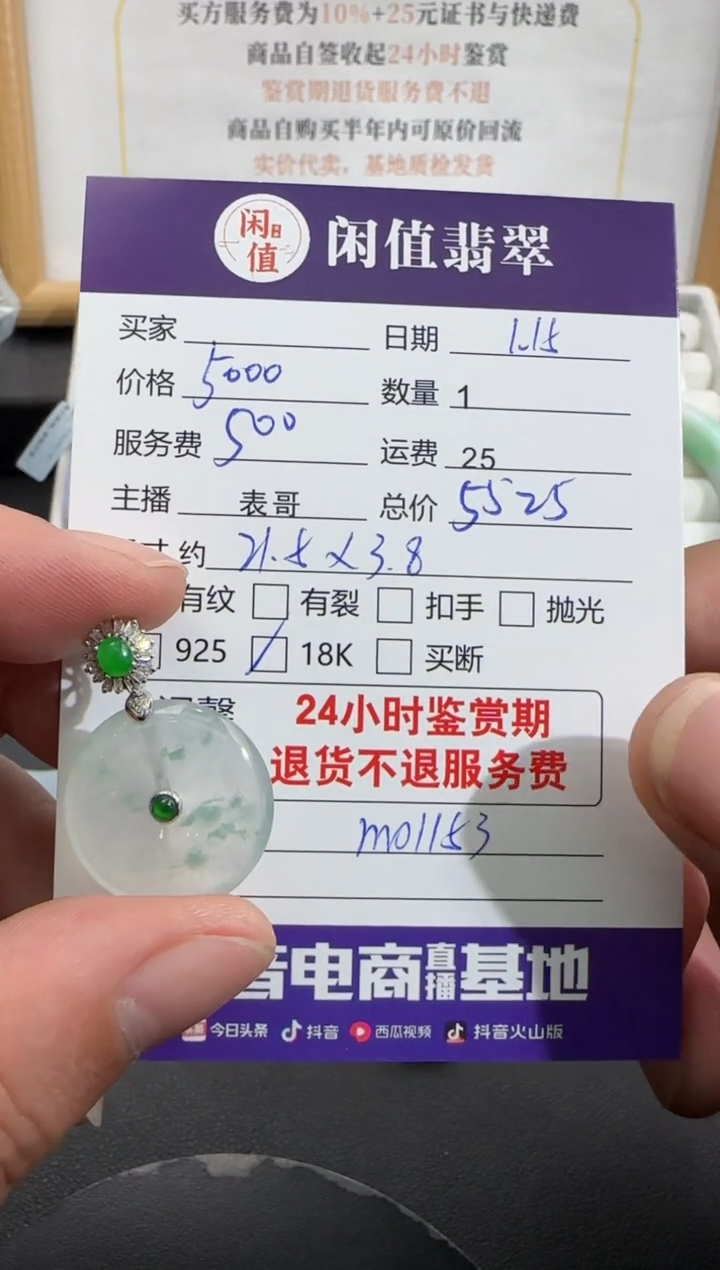 买方服务费为10%+25元证书与快递费
商品自签收起24小时鉴赏
鉴赏期退货服务费不退
商品自购买半年内可原价回流
实价代卖，基地质检发货
闲值 闲值翡翠
买家 日期 1.15
价格 5000 数量 1
服务费 500 运费 25
主播 表哥 总价 5525
寸约 21.5×3.8
有纹 有裂 扣手 抛光
925 18K 买断
24小时鉴赏期
退货不退服务费
m01153
音电商直播基地
今日头条 抖音 西瓜视频 抖音火山版